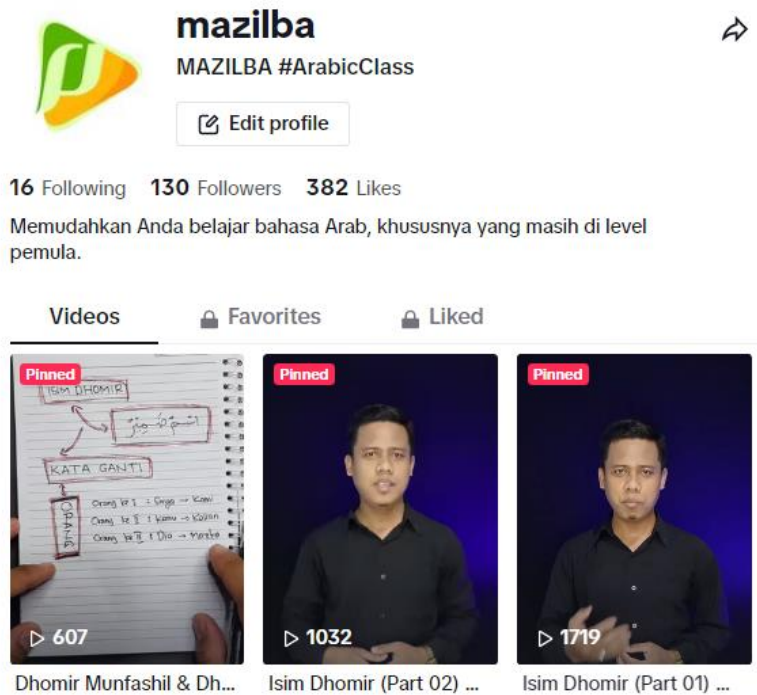 mazilba
MAZILBA #ArabicClass
Edit profile
16 Following 130 Followers 382 Likes
Memudahkan Anda belajar bahasa Arab, khususnya yang masih di level
pemula.
Videos Favorites Liked
Pinned
ISIM DHOMIR
KATA GANTI
ORANG
Orang ke I : Saya → Kami
Orang ke II : Kamu → Kalian
Orang ke III : Dia → Mereka
607
Dhomir Munfashil & Dh...
Pinned
1032
Isim Dhomir (Part 02) ...
Pinned
1719
Isim Dhomir (Part 01) ...